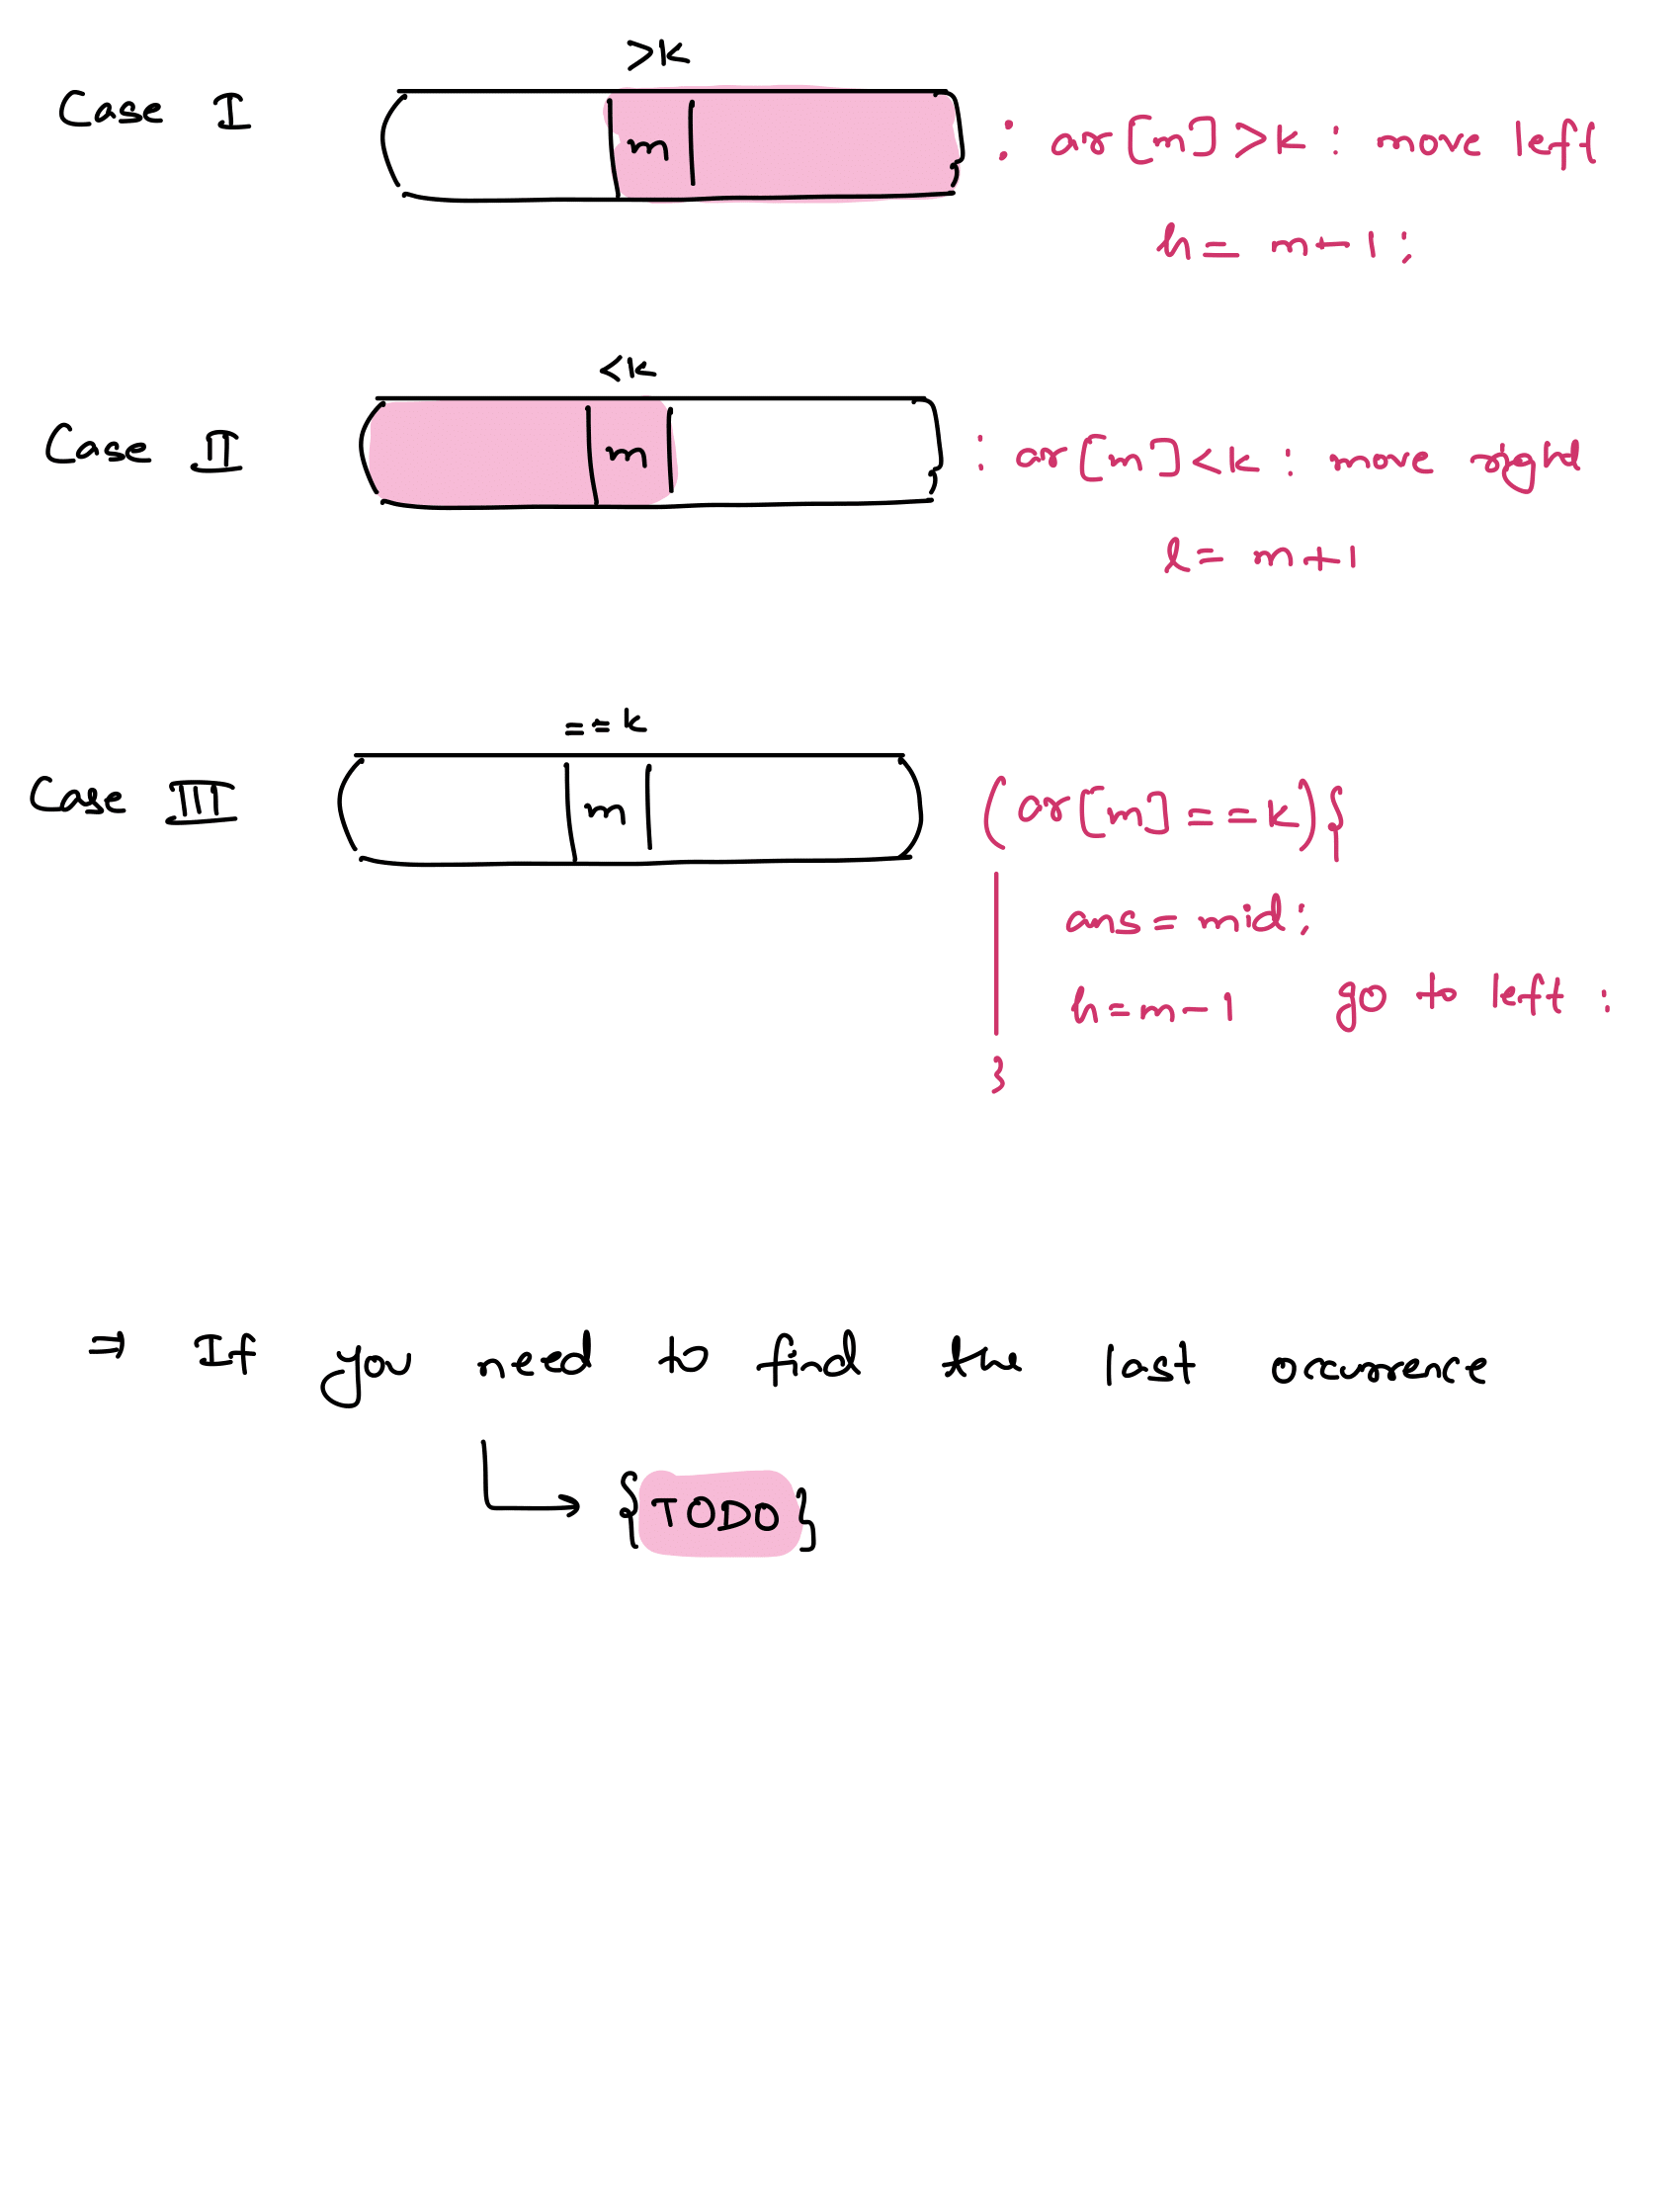 >k
Case I m : ar[m]>k : move left
h = m-1;
<k
Case II m : ar[m]<k : move right
l = m+1
==k
Case III m (ar[m]==k){
ans=mid;
h=m-1 go to left :
}
⇒ If you need to find the last occurrence
{TODO}